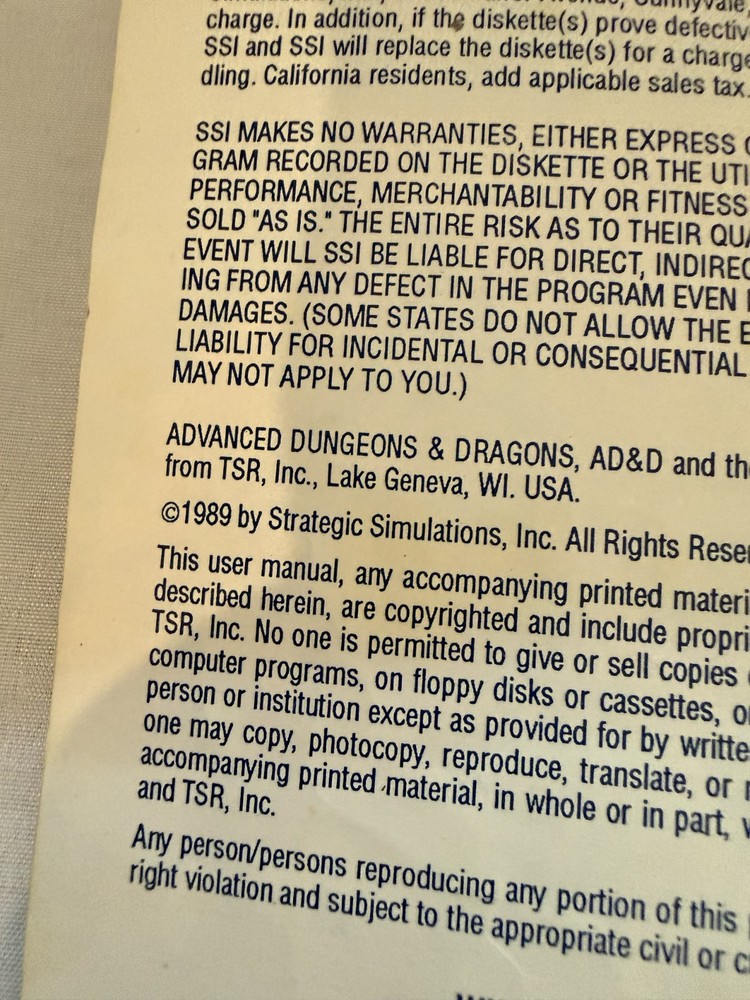 Sunnyvale,
charge. In addition, if the diskette(s) prove defectiv
SSI and SSI will replace the diskette(s) for a charge
dling. California residents, add applicable sales tax.
SSI MAKES NO WARRANTIES, EITHER EXPRESS
GRAM RECORDED ON THE DISKETTE OR THE UTI
PERFORMANCE, MERCHANTABILITY OR FITNESS
SOLD "AS IS." THE ENTIRE RISK AS TO THEIR QUA
EVENT WILL SSI BE LIABLE FOR DIRECT, INDIREC
ING FROM ANY DEFECT IN THE PROGRAM EVEN
DAMAGES. (SOME STATES DO NOT ALLOW THE E
LIABILITY FOR INCIDENTAL OR CONSEQUENTIAL
MAY NOT APPLY TO YOU.)
ADVANCED DUNGEONS & DRAGONS, AD&D and the
from TSR, Inc., Lake Geneva, WI. USA.
©1989 by Strategic Simulations, Inc. All Rights Reser
This user manual, any accompanying printed materi
described herein, are copyrighted and include propri
TSR, Inc. No one is permitted to give or sell copies
computer programs, on floppy disks or cassettes, o
person or institution except as provided for by writte
one may copy, photocopy, reproduce, translate, or
accompanying printed material, in whole or in part,
and TSR, Inc.
Any person/persons reproducing any portion of this
right violation and subject to the appropriate civil or